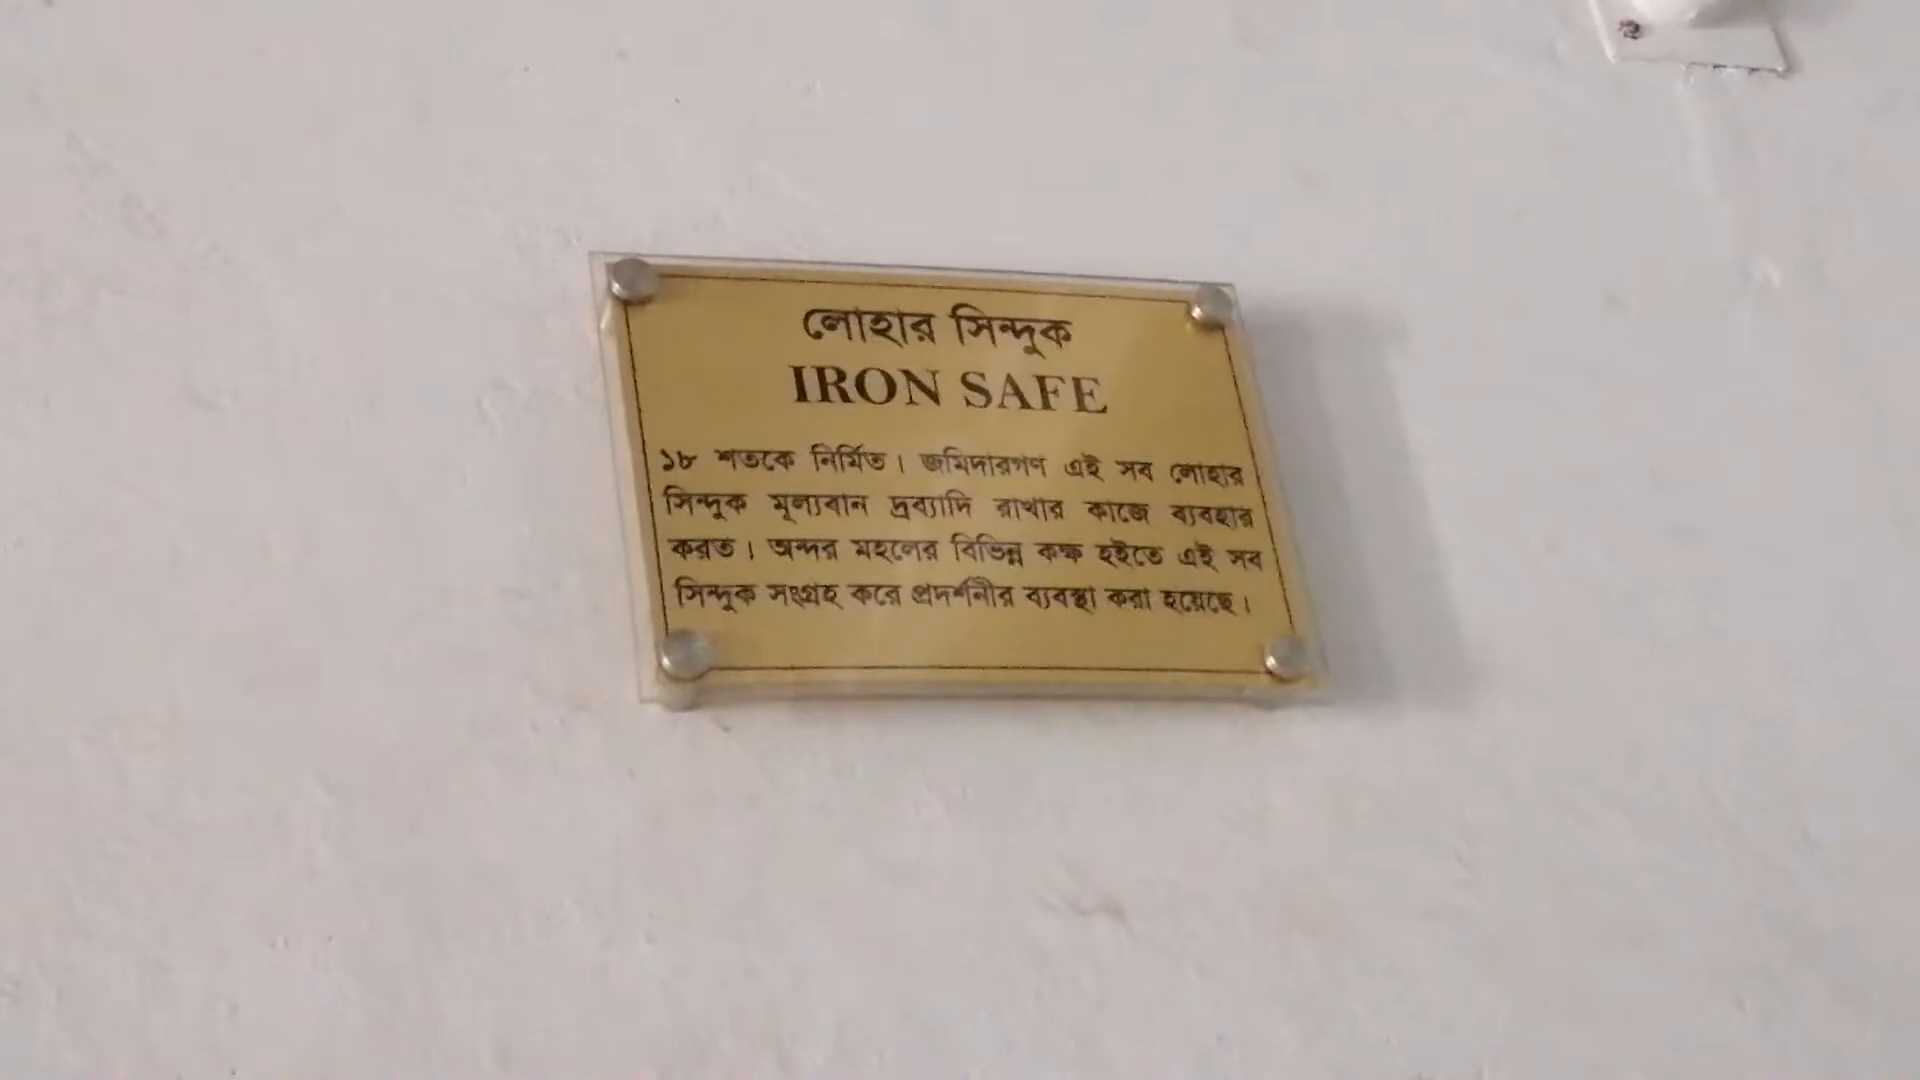 লোহার সিন্দুক
IRON SAFE
১৮ শতকে নির্মিত। জমিদারগণ এই সব লোহার
সিন্দুক মূল্যবান দ্রব্যাদি রাখার কাজে ব্যবহার
করত। অন্দর মহলের বিভিন্ন কক্ষ হইতে এই সব
সিন্দুক সংগ্রহ করে প্রদর্শনীর ব্যবস্থা করা হয়েছে।